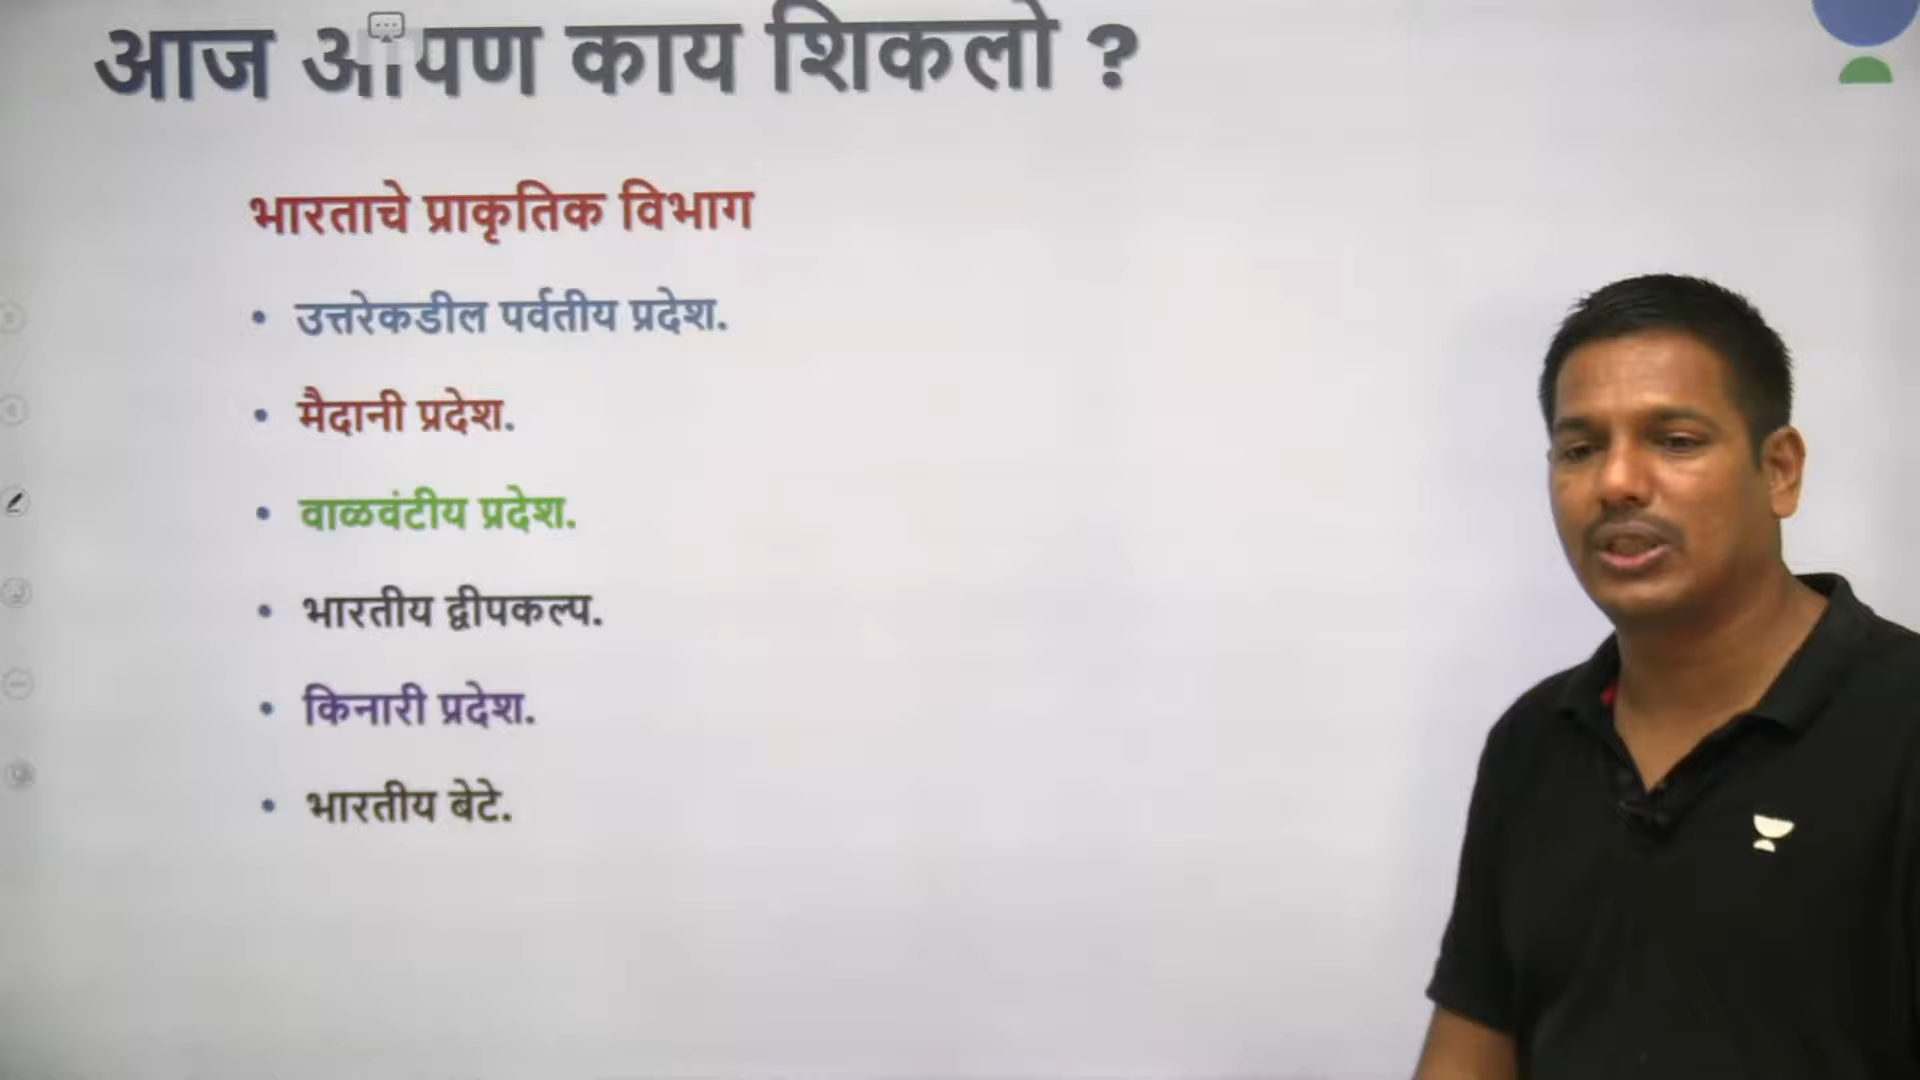 आज आपण काय शिकलो ?
भारताचे प्राकृतिक विभाग
• उत्तरेकडील पर्वतीय प्रदेश.
• मैदानी प्रदेश.
• वाळवंटीय प्रदेश.
• भारतीय द्वीपकल्प.
• किनारी प्रदेश.
• भारतीय बेटे.